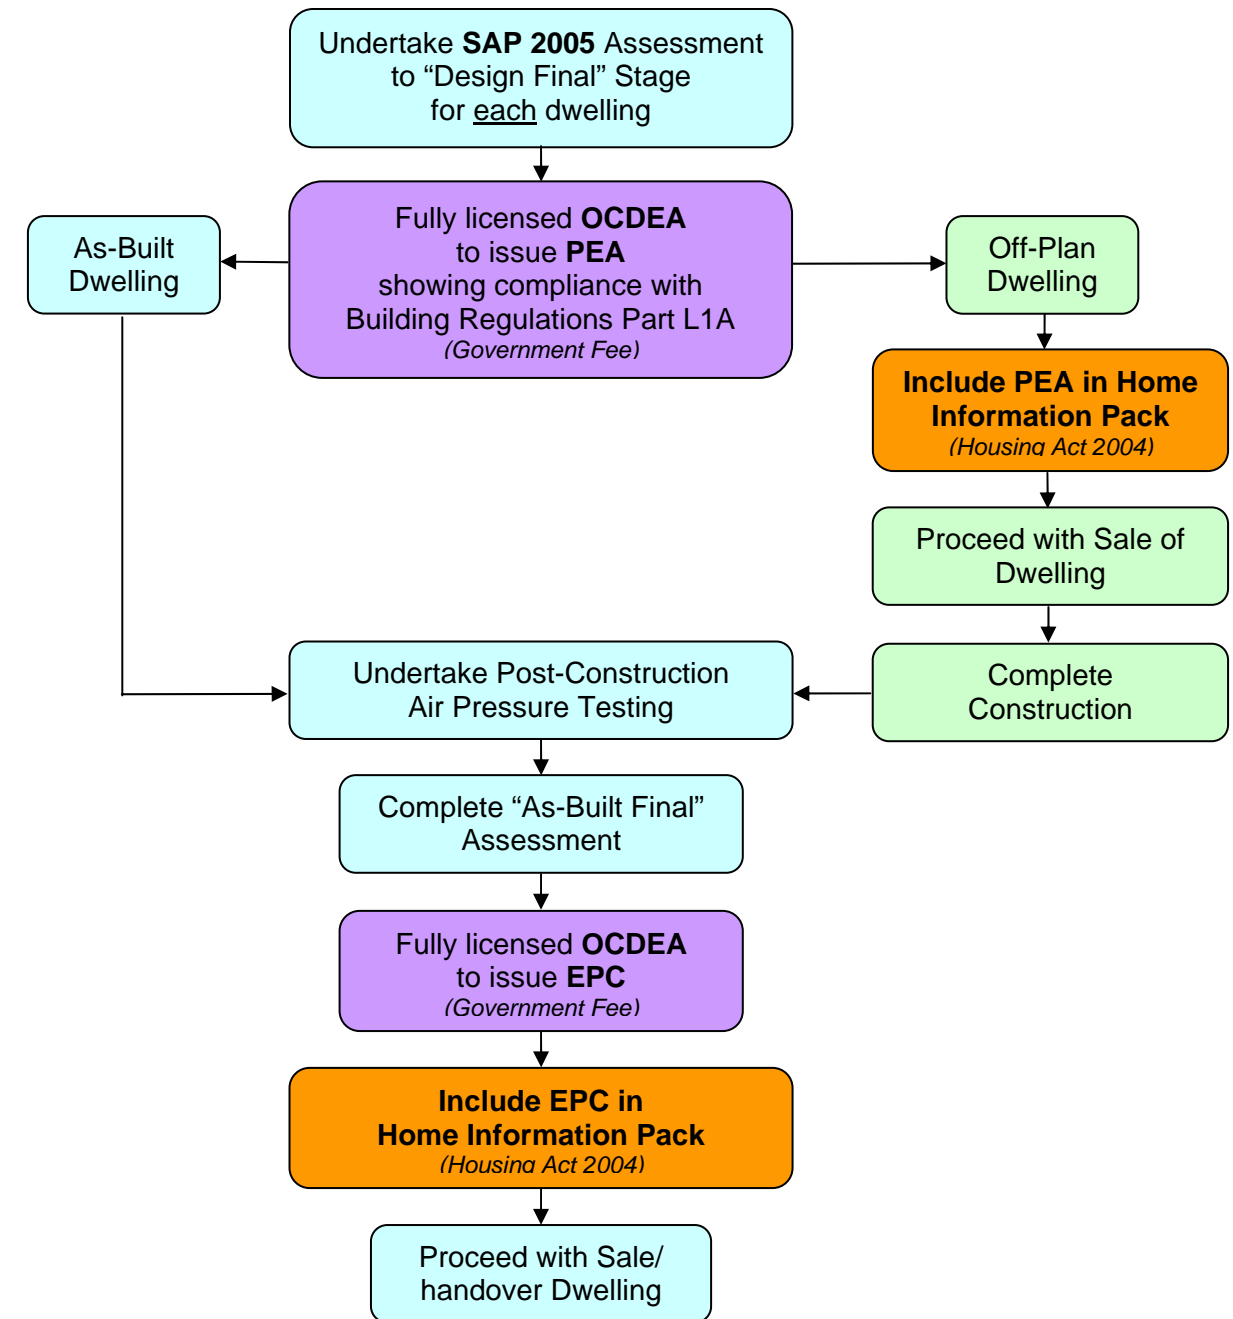 Undertake SAP 2005 Assessment
to “Design Final” Stage
for each dwelling
Fully licensed OCDEA
to issue PEA
showing compliance with
Building Regulations Part L1A
(Government Fee)
As-Built
Dwelling
Off-Plan
Dwelling
Include PEA in Home
Information Pack
(Housing Act 2004)
Proceed with Sale of
Dwelling
Complete
Construction
Undertake Post-Construction
Air Pressure Testing
Complete “As-Built Final”
Assessment
Fully licensed OCDEA
to issue EPC
(Government Fee)
Include EPC in
Home Information Pack
(Housing Act 2004)
Proceed with Sale/
handover Dwelling